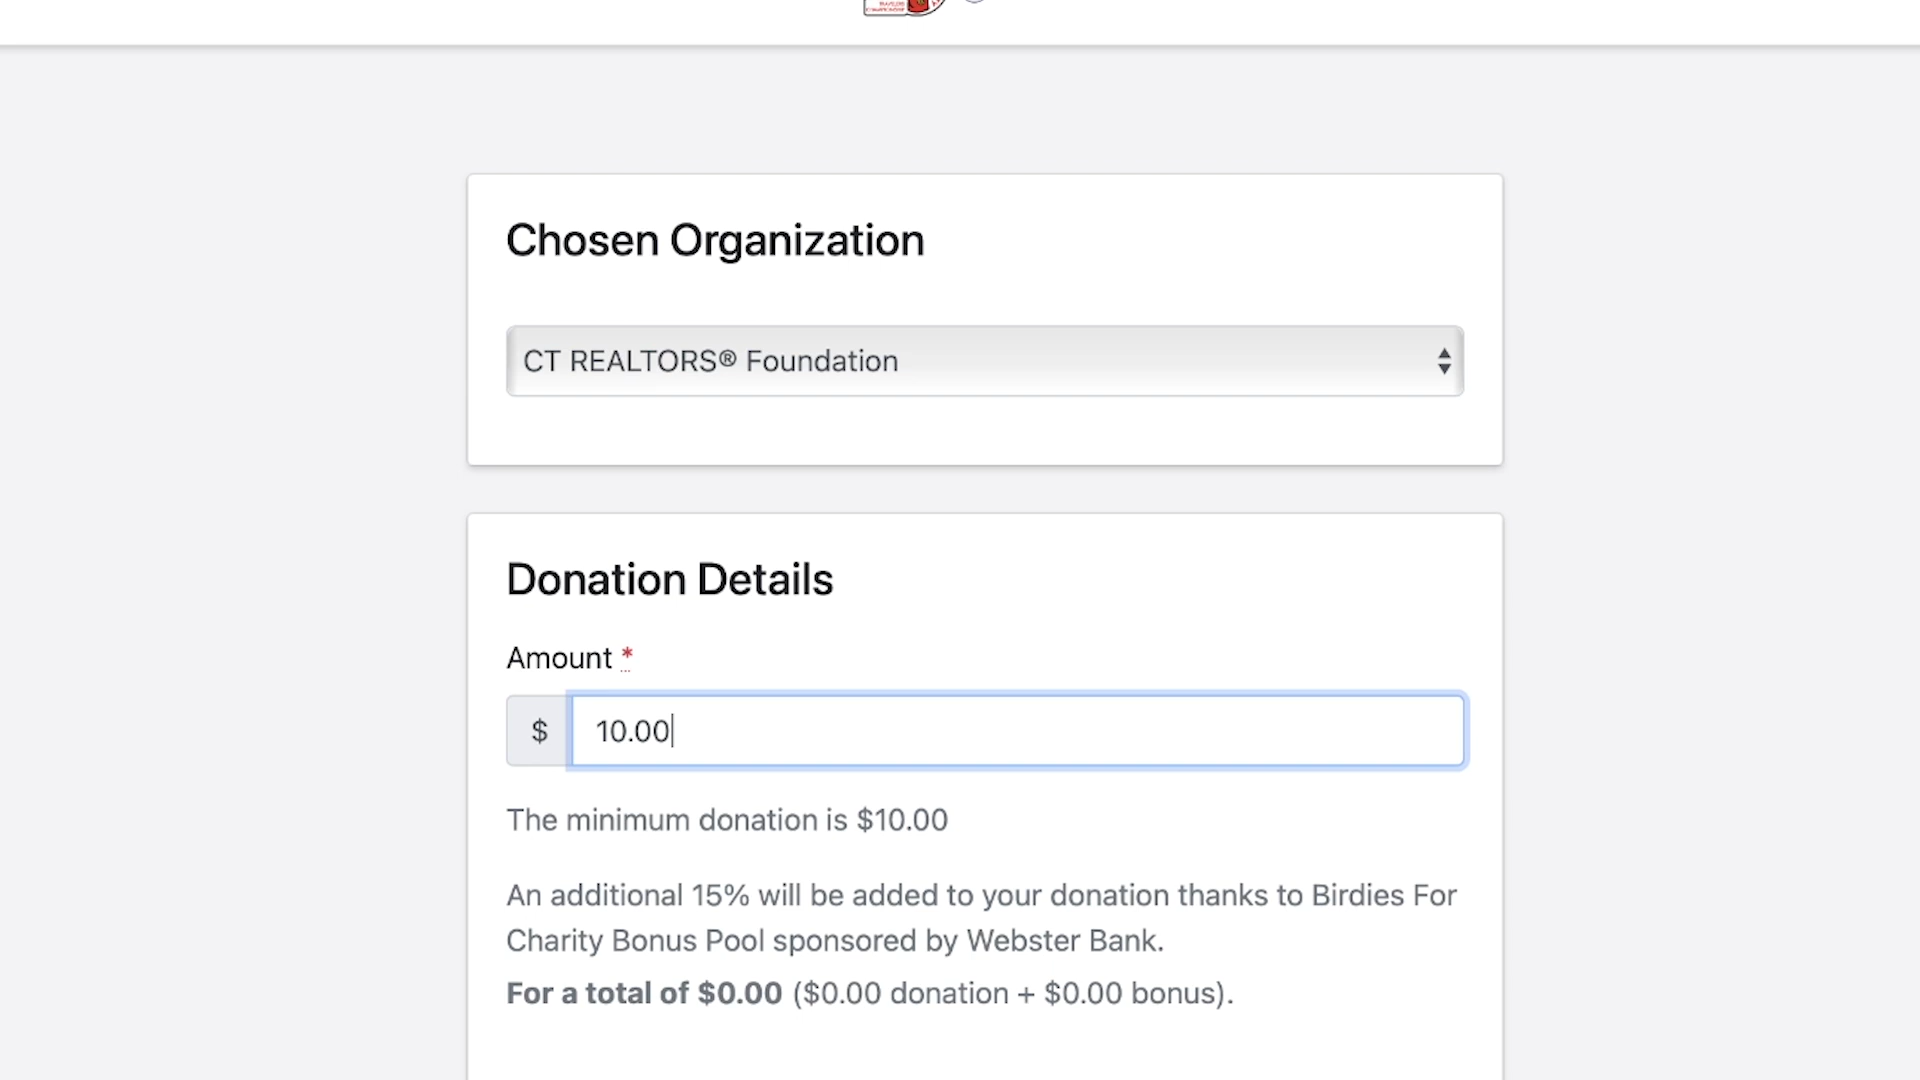 Chosen Organization
CT REALTORS® Foundation
Donation Details
Amount *
$ 10.00
The minimum donation is $10.00
An additional 15% will be added to your donation thanks to Birdies For
Charity Bonus Pool sponsored by Webster Bank.
For a total of $0.00 ($0.00 donation + $0.00 bonus).